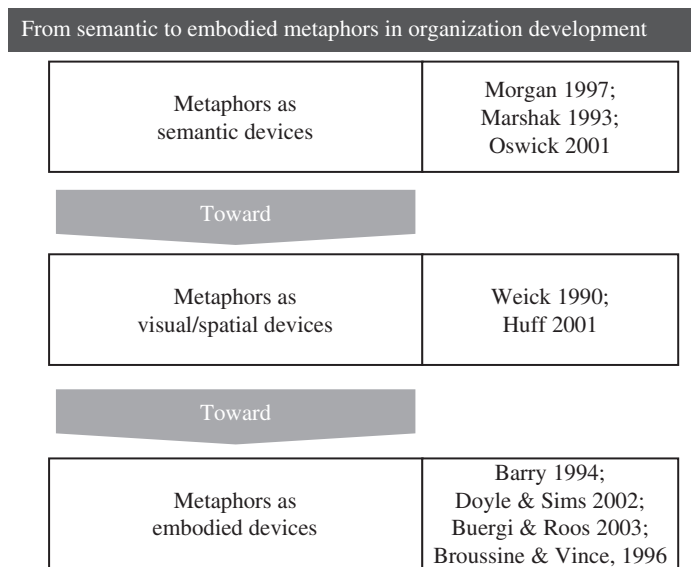 From semantic to embodied metaphors in organization development
Metaphors as
semantic devices
Morgan 1997;
Marshak 1993;
Oswick 2001
Toward
Metaphors as
visual/spatial devices
Weick 1990;
Huff 2001
Toward
Metaphors as
embodied devices
Barry 1994;
Doyle & Sims 2002;
Buergi & Roos 2003;
Broussine & Vince, 1996